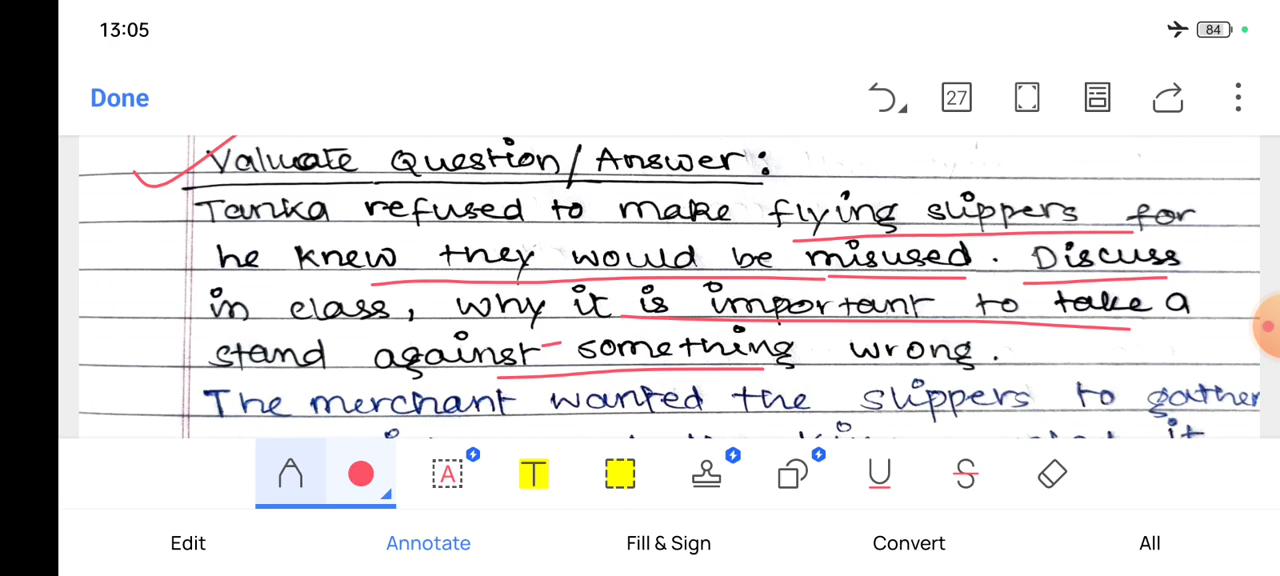 13:05
84
Done
27
Valuate Question/Answer:
Tanka refused to make flying slippers for
he knew they would be misused. Discuss
in class, why it is important to take a
stand against something wrong.
The merchant wanted the slippers to gather
it
A
T
U
S
Edit
Annotate
Fill & Sign
Convert
All